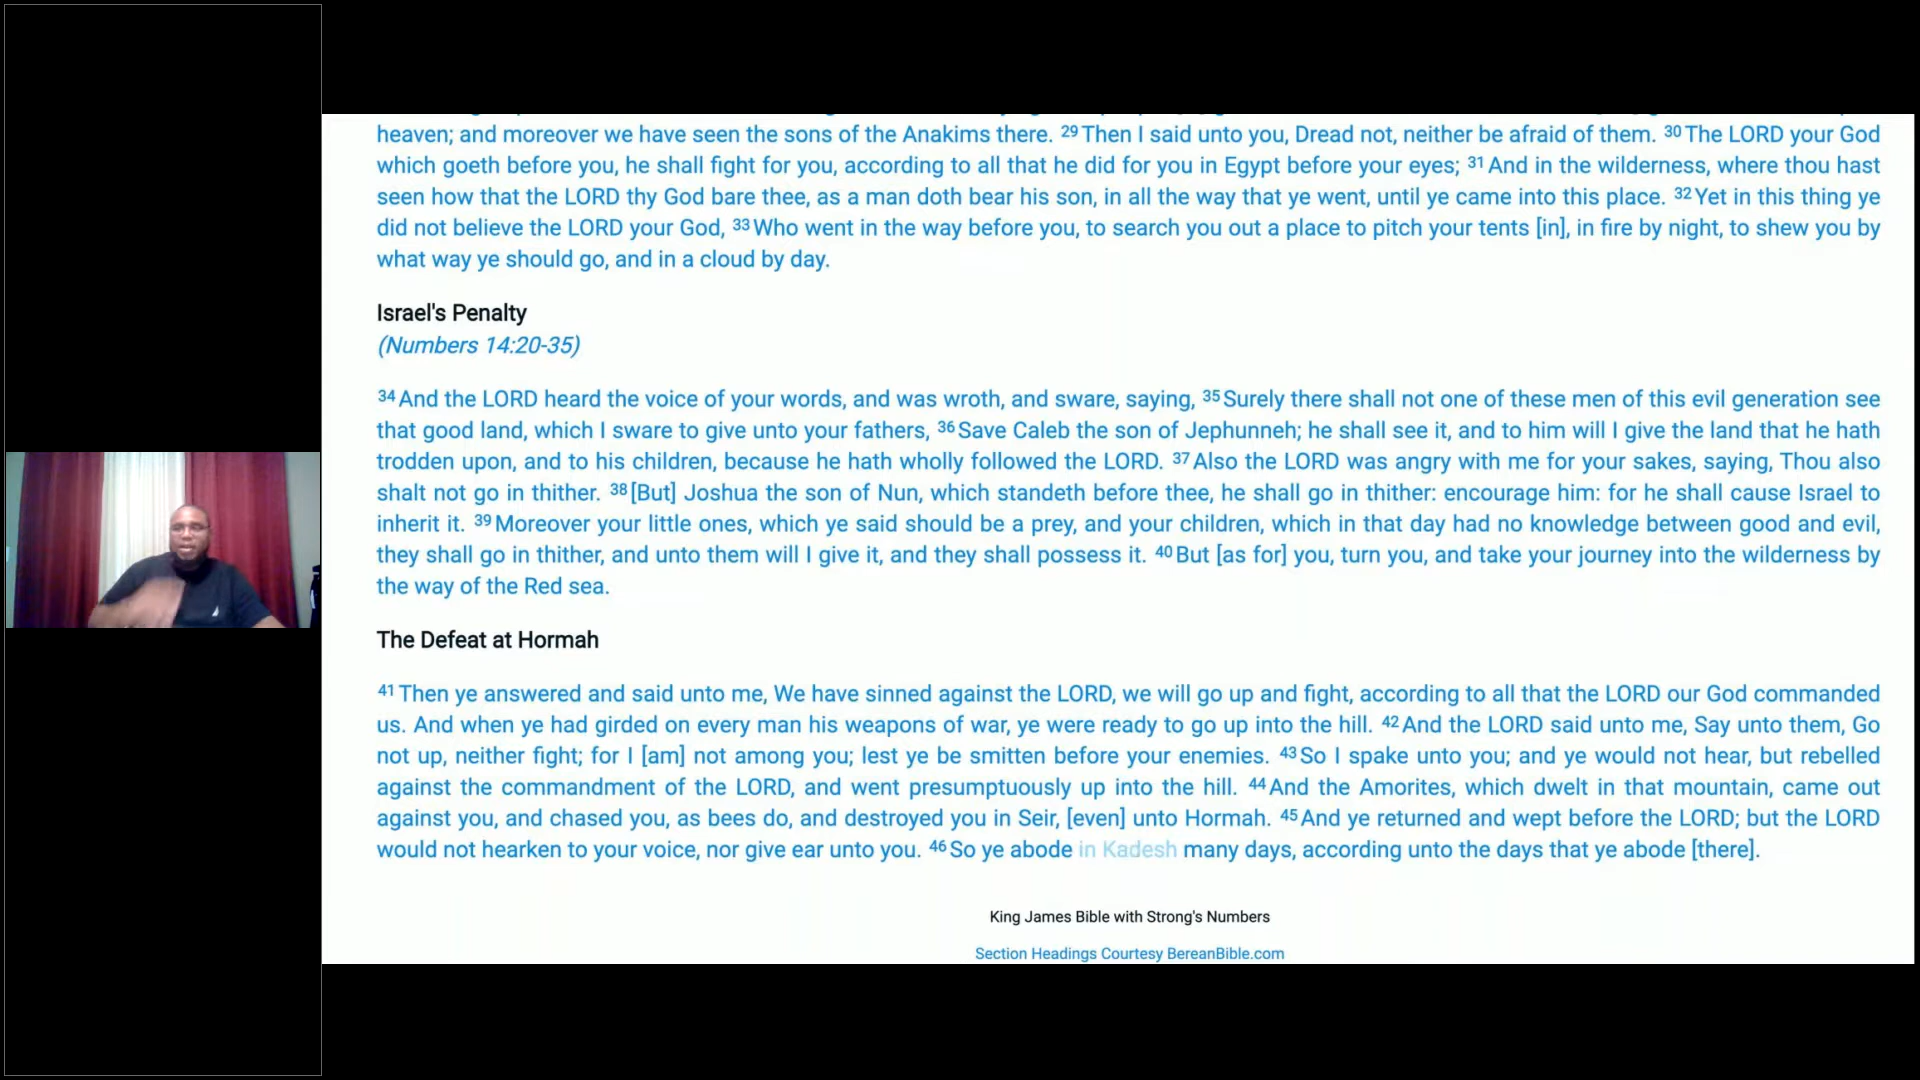 heaven; and moreover we have seen the sons of the Anakims there. 29 Then I said unto you, Dread not, neither be afraid of them. 30 The LORD your God
which goeth before you, he shall fight for you, according to all that he did for you in Egypt before your eyes; 31 And in the wilderness, where thou hast
seen how that the LORD thy God bare thee, as a man doth bear his son, in all the way that ye went, until ye came into this place. 32 Yet in this thing ye
did not believe the LORD your God, 33 Who went in the way before you, to search you out a place to pitch your tents [in], in fire by night, to shew you by
what way ye should go, and in a cloud by day.
Israel's Penalty
(Numbers 14:20-35)
34 And the LORD heard the voice of your words, and was wroth, and sware, saying, 35 Surely there shall not one of these men of this evil generation see
that good land, which I sware to give unto your fathers, 36 Save Caleb the son of Jephunneh; he shall see it, and to him will I give the land that he hath
trodden upon, and to his children, because he hath wholly followed the LORD. 37 Also the LORD was angry with me for your sakes, saying, Thou also
shalt not go in thither. 38 [But] Joshua the son of Nun, which standeth before thee, he shall go in thither: encourage him: for he shall cause Israel to
inherit it. 39 Moreover your little ones, which ye said should be a prey, and your children, which in that day had no knowledge between good and evil,
they shall go in thither, and unto them will I give it, and they shall possess it. 40 But [as for] you, turn you, and take your journey into the wilderness by
the way of the Red sea.
The Defeat at Hormah
41 Then ye answered and said unto me, We have sinned against the LORD, we will go up and fight, according to all that the LORD our God commanded
us. And when ye had girded on every man his weapons of war, ye were ready to go up into the hill. 42 And the LORD said unto me, Say unto them, Go
not up, neither fight; for I [am] not among you; lest ye be smitten before your enemies. 43 So I spake unto you; and ye would not hear, but rebelled
against the commandment of the LORD, and went presumptuously up into the hill. 44 And the Amorites, which dwelt in that mountain, came out
against you, and chased you, as bees do, and destroyed you in Seir, [even] unto Hormah. 45 And ye returned and wept before the LORD; but the LORD
would not hearken to your voice, nor give ear unto you. 46 So ye abode in Kadesh many days, according unto the days that ye abode [there].
King James Bible with Strong's Numbers
Section Headings Courtesy BereanBible.com